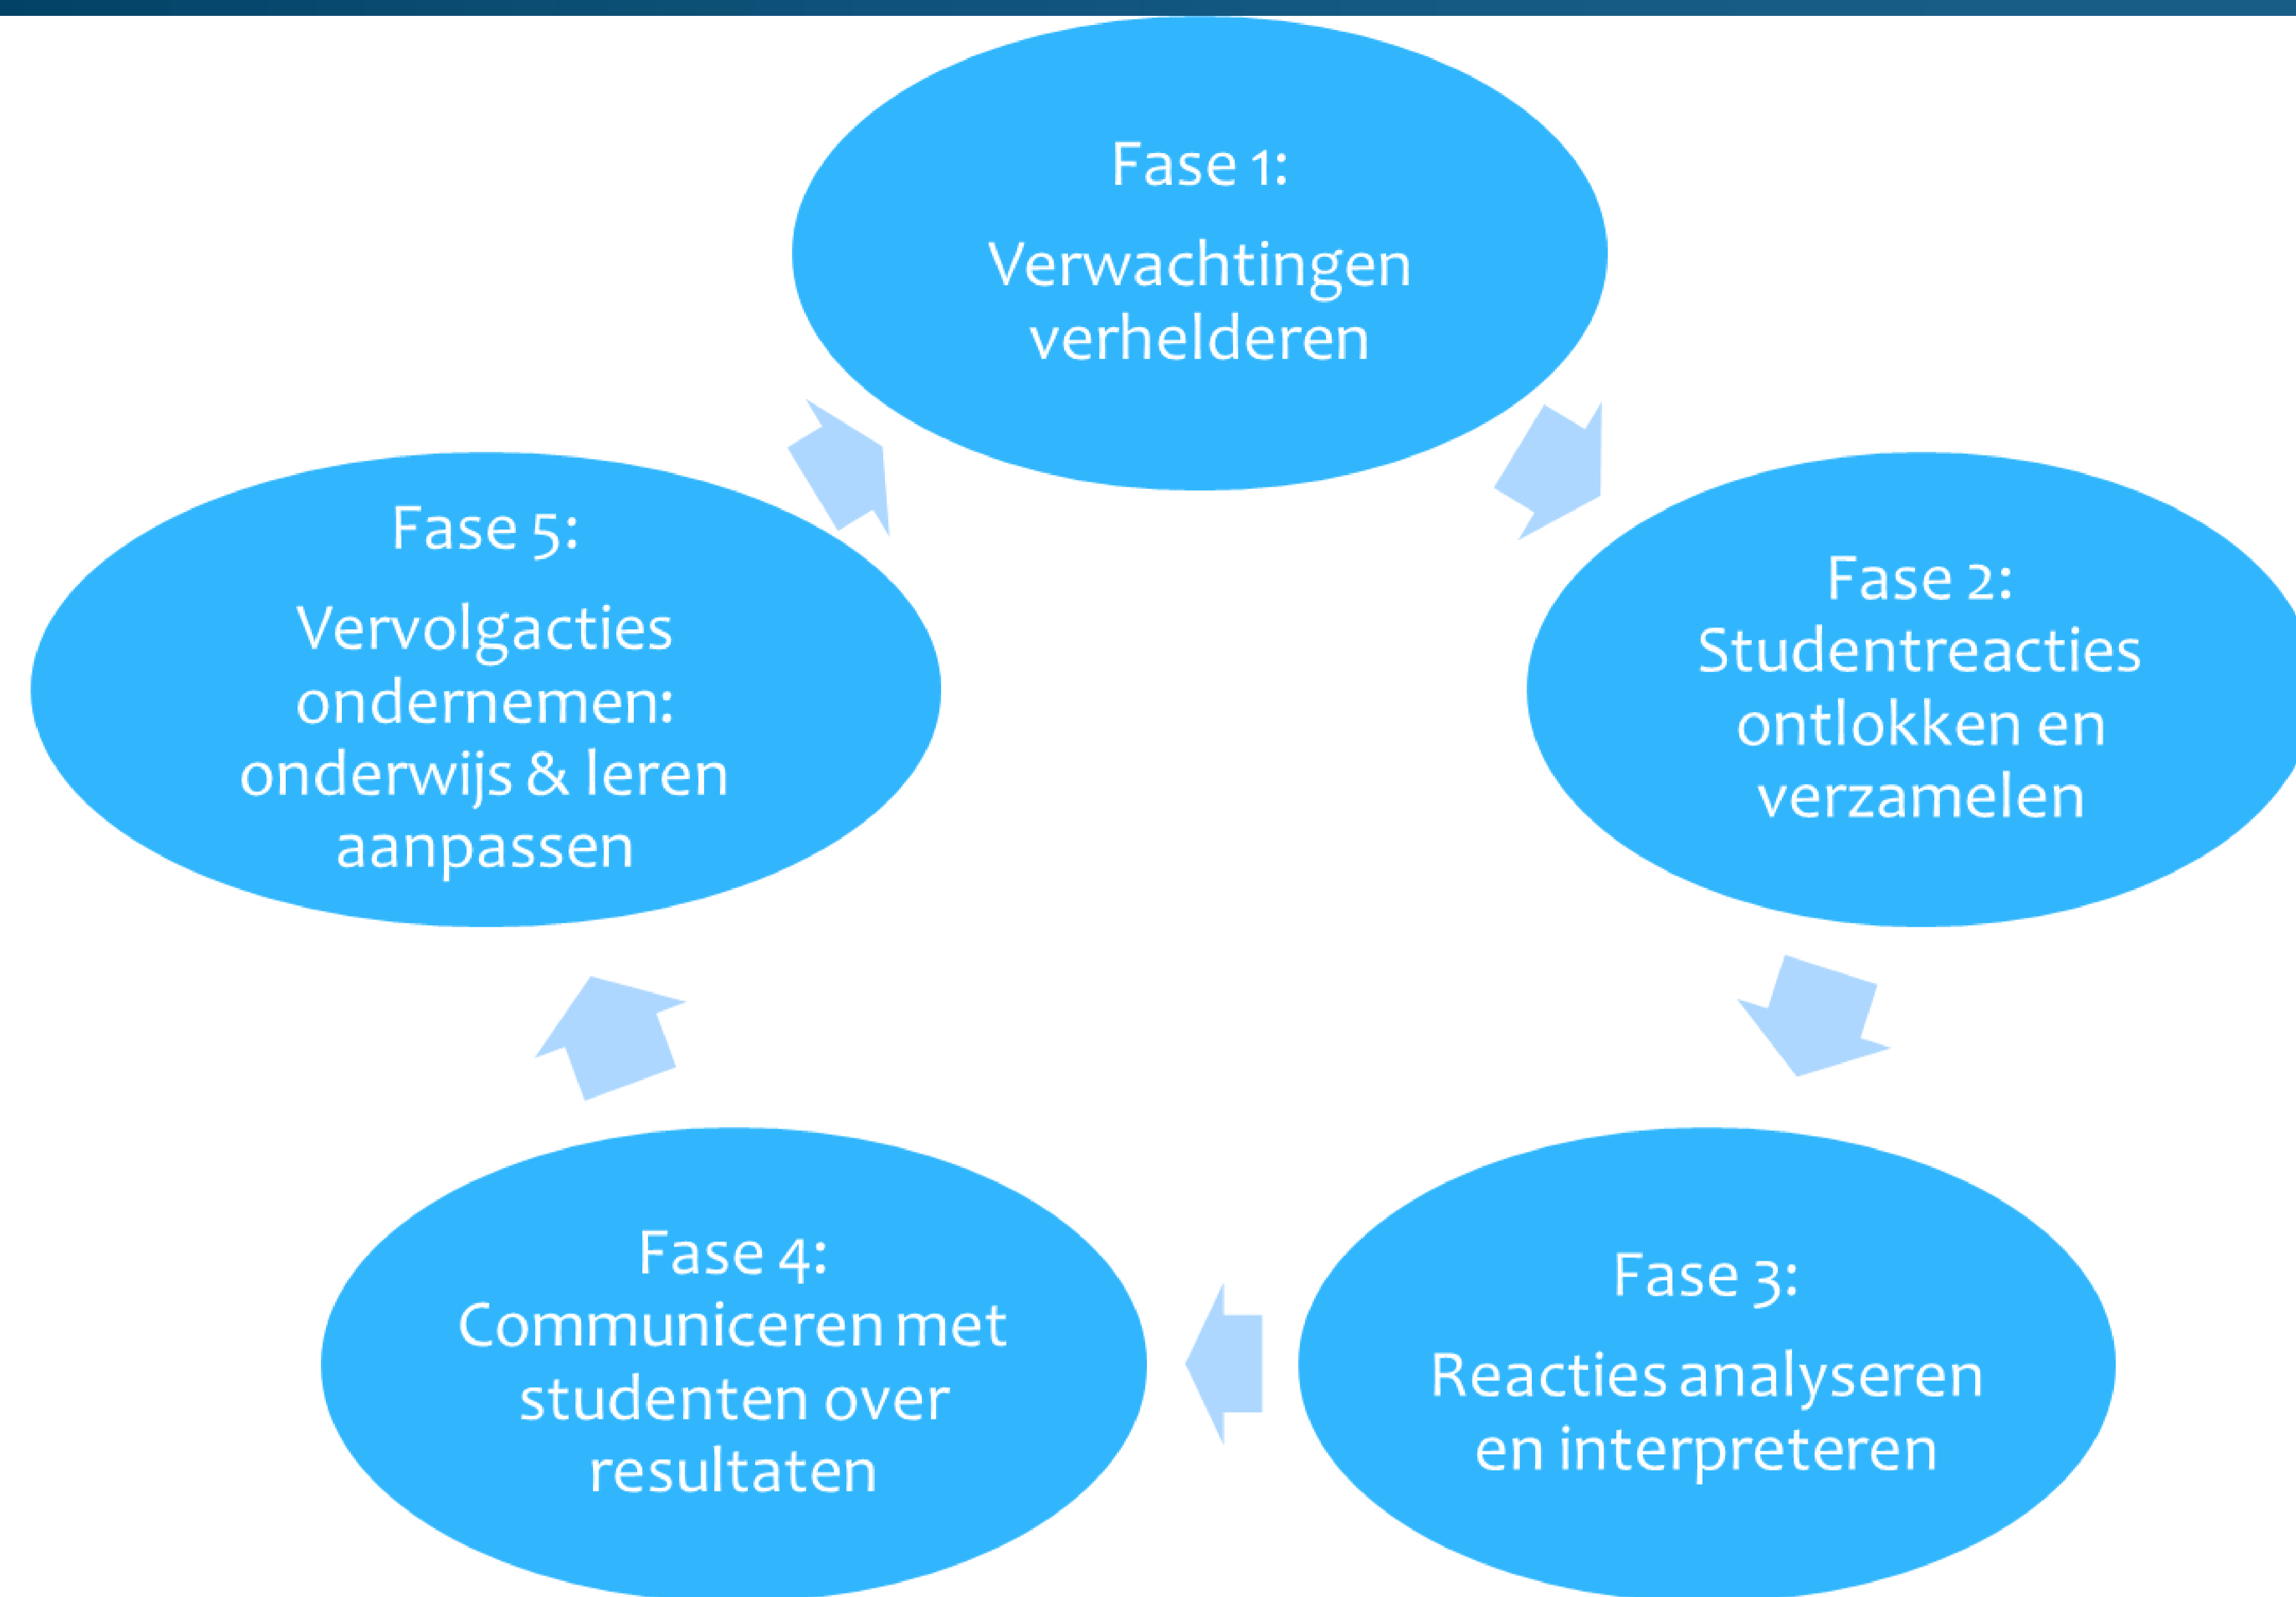 Fase 1:
Verwachtingen
verhelderen
Fase 2:
Studentreacties
ontlokken en
verzamelen
Fase 3:
Reacties analyseren
en interpreteren
Fase 4:
Communiceren met
studenten over
resultaten
Fase 5:
Vervolgacties
ondernemen:
onderwijs & leren
aanpassen